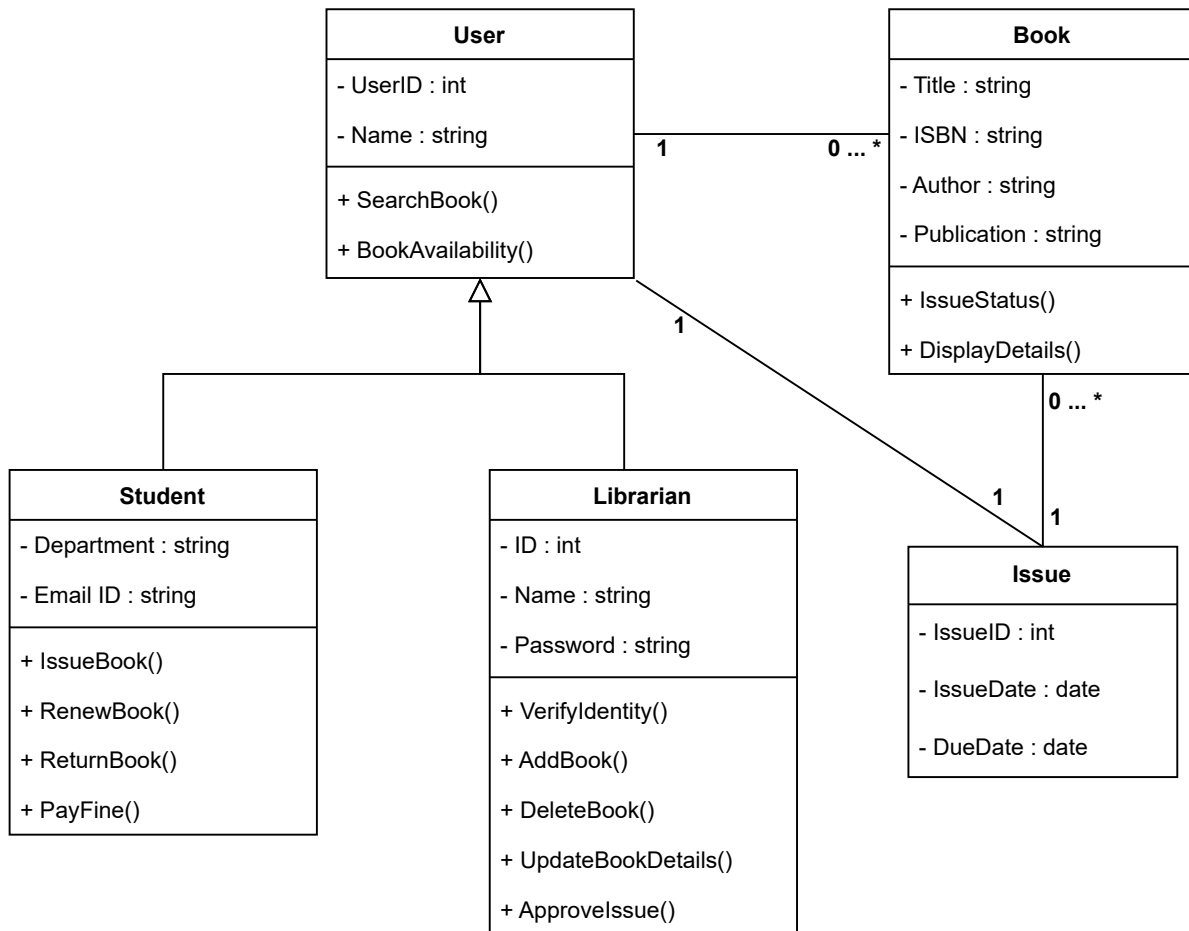 User
- UserID : int
- Name : string
+ SearchBook()
+ BookAvailability()
1
0 ... *
Book
- Title : string
- ISBN : string
- Author : string
- Publication : string
+ IssueStatus()
+ DisplayDetails()
1
0 ... *
1
1
Student
- Department : string
- Email ID : string
+ IssueBook()
+ RenewBook()
+ ReturnBook()
+ PayFine()
Librarian
- ID : int
- Name : string
- Password : string
+ VerifyIdentity()
+ AddBook()
+ DeleteBook()
+ UpdateBookDetails()
+ ApproveIssue()
Issue
- IssueID : int
- IssueDate : date
- DueDate : date